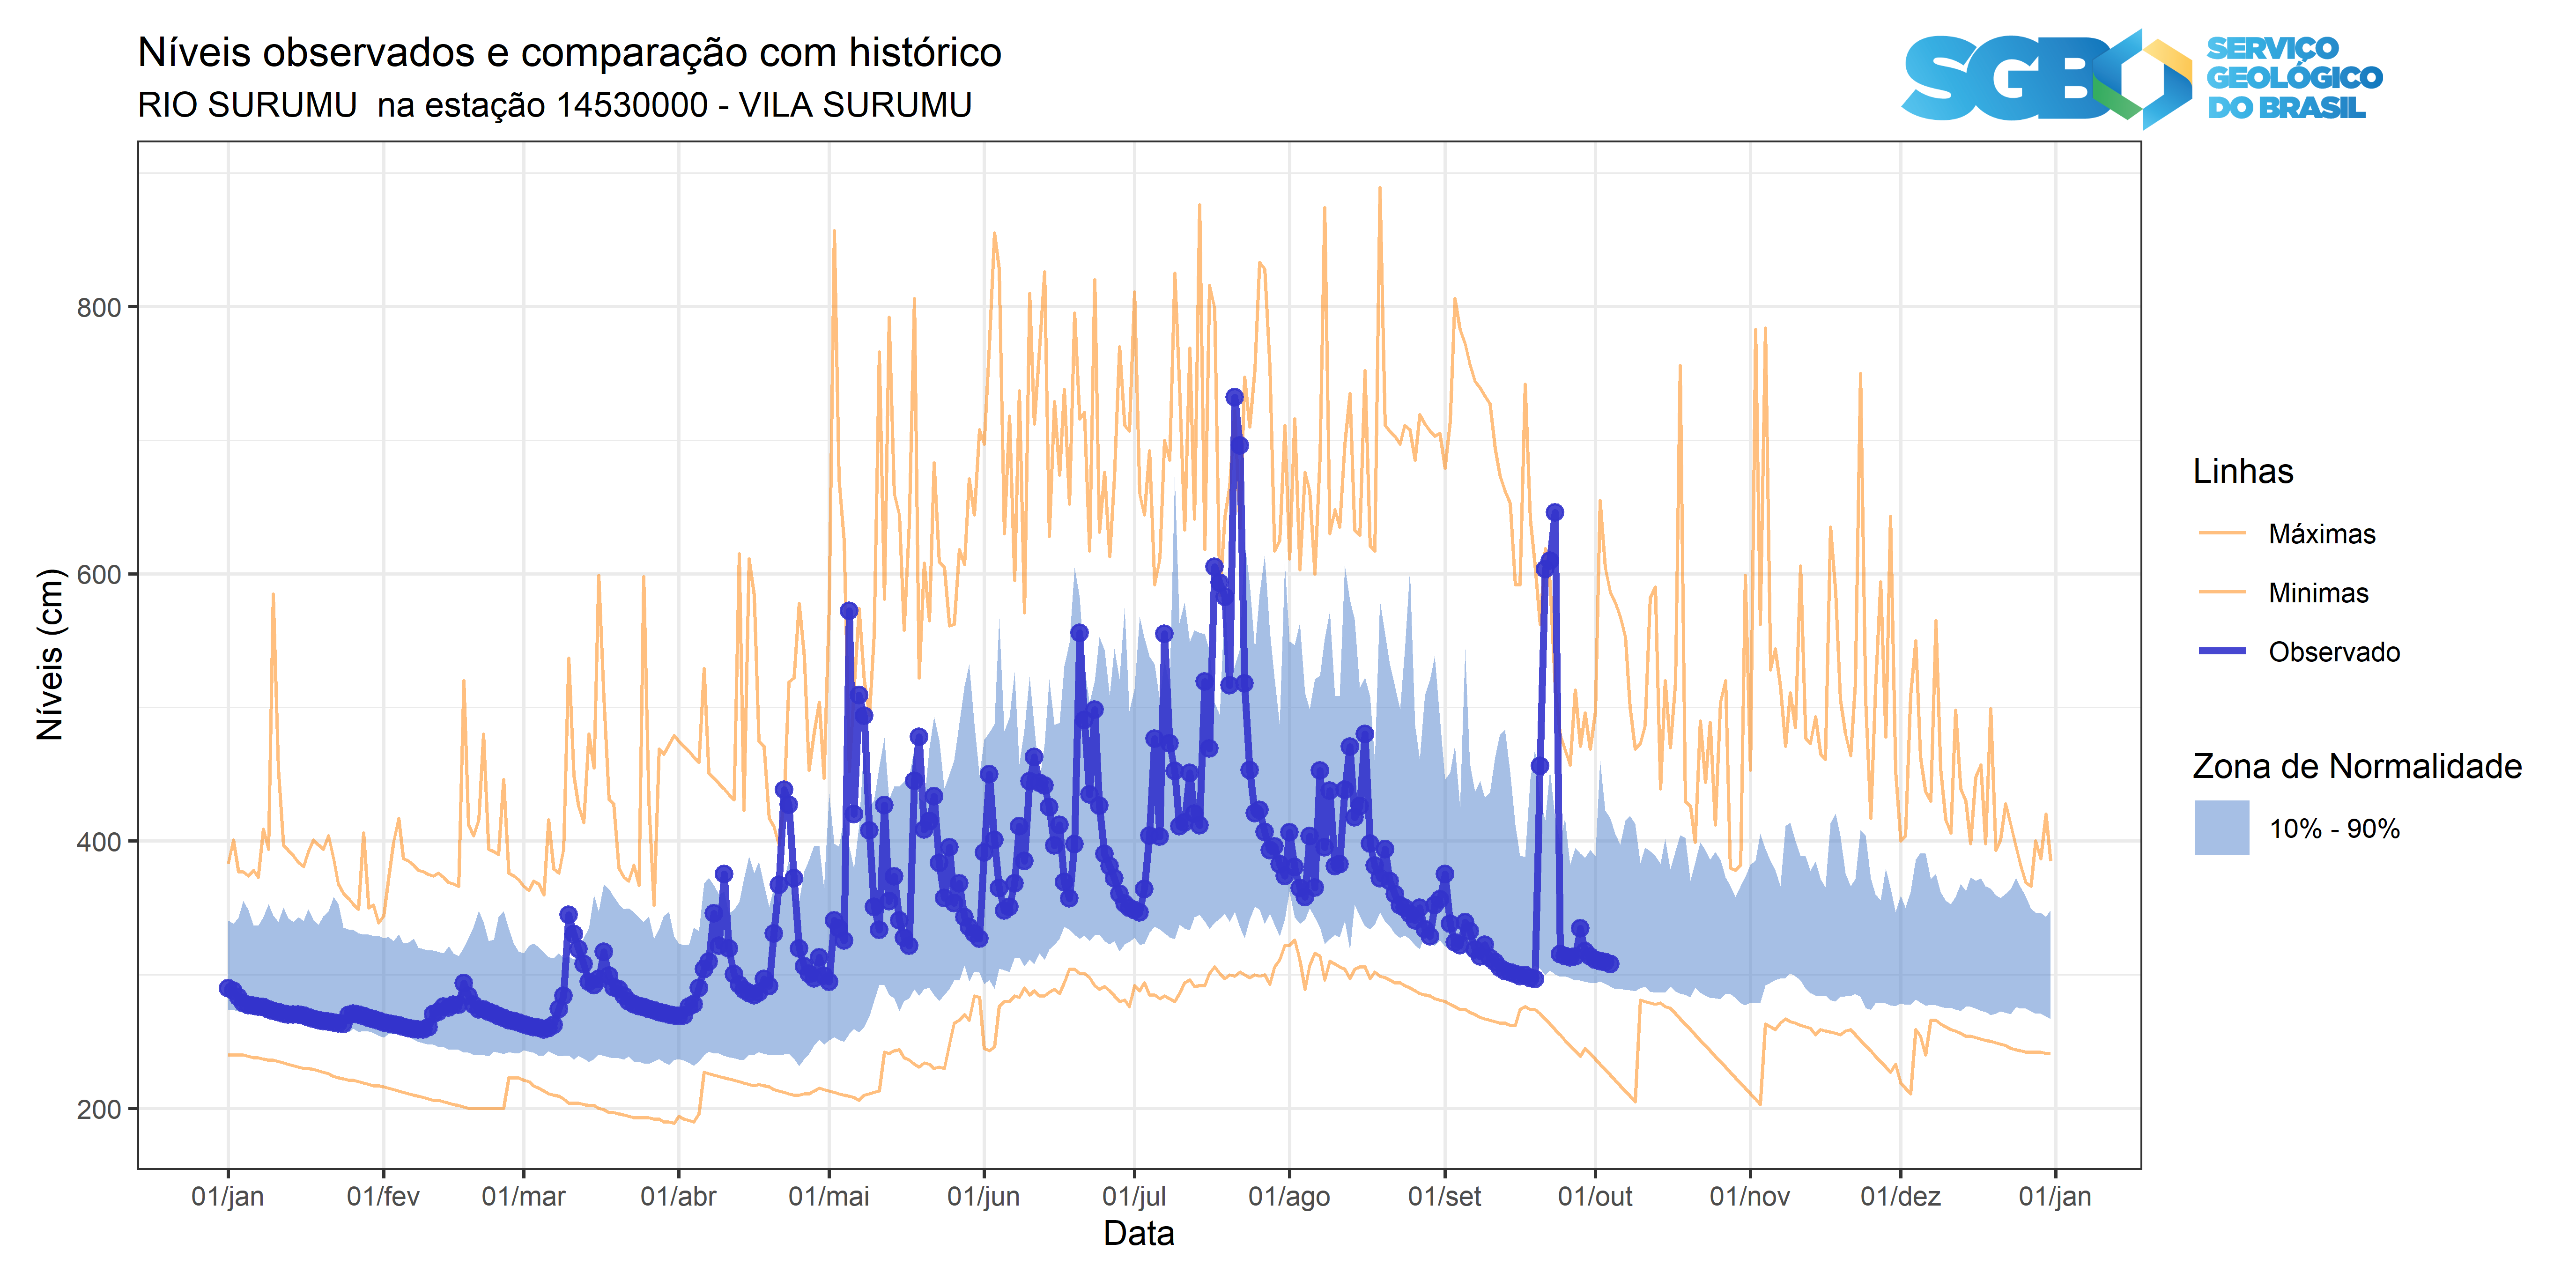 Níveis observados e comparação com histórico
RIO SURUMU  na estação 14530000 - VILA SURUMU
SGB
SERVIÇO
GEOLÓGICO
DO BRASIL
Níveis (cm)
800
600
400
200
01/jan
01/fev
01/mar
01/abr
01/mai
01/jun
01/jul
01/ago
01/set
01/out
01/nov
01/dez
01/jan
Data
Linhas
Máximas
Minimas
Observado
Zona de Normalidade
10% - 90%